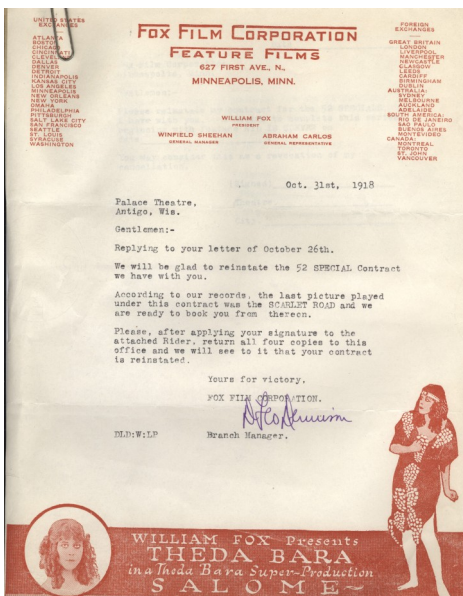 UNITED STATES
EXCHANGES
ATLANTA
BOSTON
CHICAGO
CINCINNATI
CLEVEL
DALLAS
DENVER
DETROIT
INDIANAPOLIS
KANSAS CITY
LOS ANGELES
MINNEAPOLIS
NEW ORLEANS
NEW YORK
OMAHA
PHILADELPHIA
PITTSBURGH
SALT LAKE CITY
SAN FRANCISCO
SEATTLE
ST. LOUIS
SYRACUSE
WASHINGTON
FOX FILM CORPORATION
FEATURE FILMS
627 FIRST AVE., N.,
MINNEAPOLIS, MINN.
WILLIAM FOX
PRESIDENT
WINFIELD SHEEHAN
GENERAL MANAGER
ABRAHAM CARLOS
GENERAL REPRESENTATIVE
FOREIGN
EXCHANGES
GREAT BRITAIN
LONDON
LIVERPOOL
MANCHESTER
NEWCASTLE
GLASGOW
LEEDS
CARDIFF
BIRMINGHAM
DUBLIN
AUSTRALIA:
SYDNEY
MELBOURNE
AUCKLAND
ADELAIDE
SOUTH AMERICA:
RIO DE JANEIRO
SAO PAULO
BUENOS AIRES
MONTEVIDEO
CANADA:
MONTREAL
TORONTO
ST. JOHN
VANCOUVER
Oct. 31st, 1918
Palace Theatre,
Antigo, Wis.
Gentlemen:-
Replying to your letter of October 26th.
We will be glad to reinstate the 52 SPECIAL Contract
we have with you.
According to our records, the last picture played
under this contract was the SCARLET ROAD and we
are ready to book you from thereon.
Please, after applying your signature to the
attached Rider, return all four copies to this
office and we will see to it that your contract
is reinstated.
Yours for victory,
FOX FILM CORPORATION.
DLD:W:LP Branch Manager.
WILLIAM FOX Presents
THEDA BARA
in a Theda Bara Super-Production
SALOME